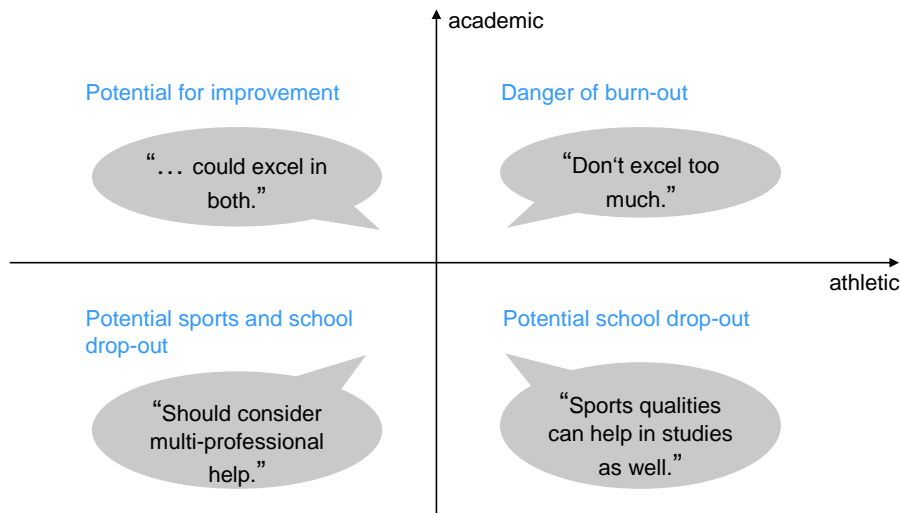 academic
Potential for improvement
Danger of burn-out
“… could excel in
both.”
“Don‘t excel too
much.”
athletic
Potential sports and school
drop-out
Potential school drop-out
“Should consider
multi-professional
help.”
“Sports qualities
can help in studies
as well.”